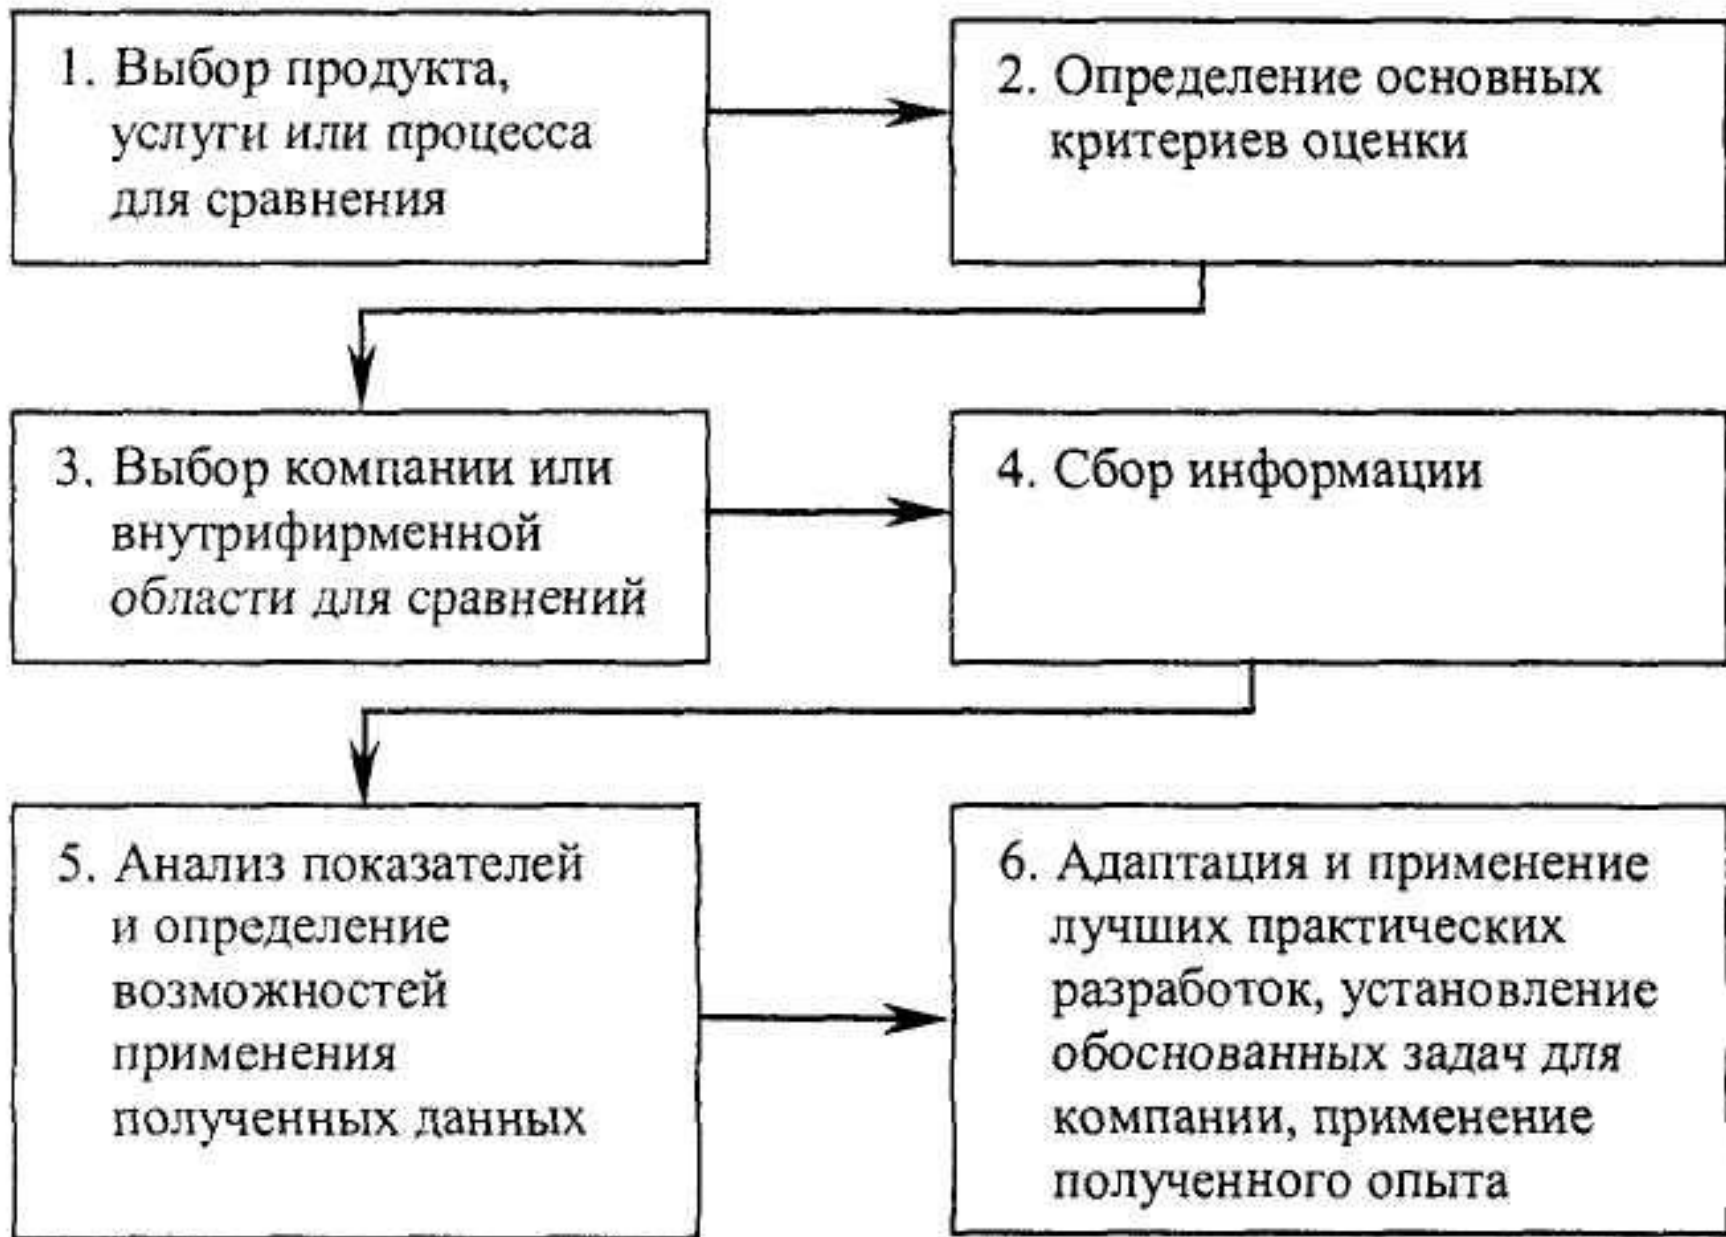 1. Выбор продукта,
услуги или процесса
для сравнения
2. Определение основных
критериев оценки
3. Выбор компании или
внутрифирменной
области для сравнений
4. Сбор информации
5. Анализ показателей
и определение
возможностей
применения
полученных данных
6. Адаптация и применение
лучших практических
разработок, установление
обоснованных задач для
компании, применение
полученного опыта